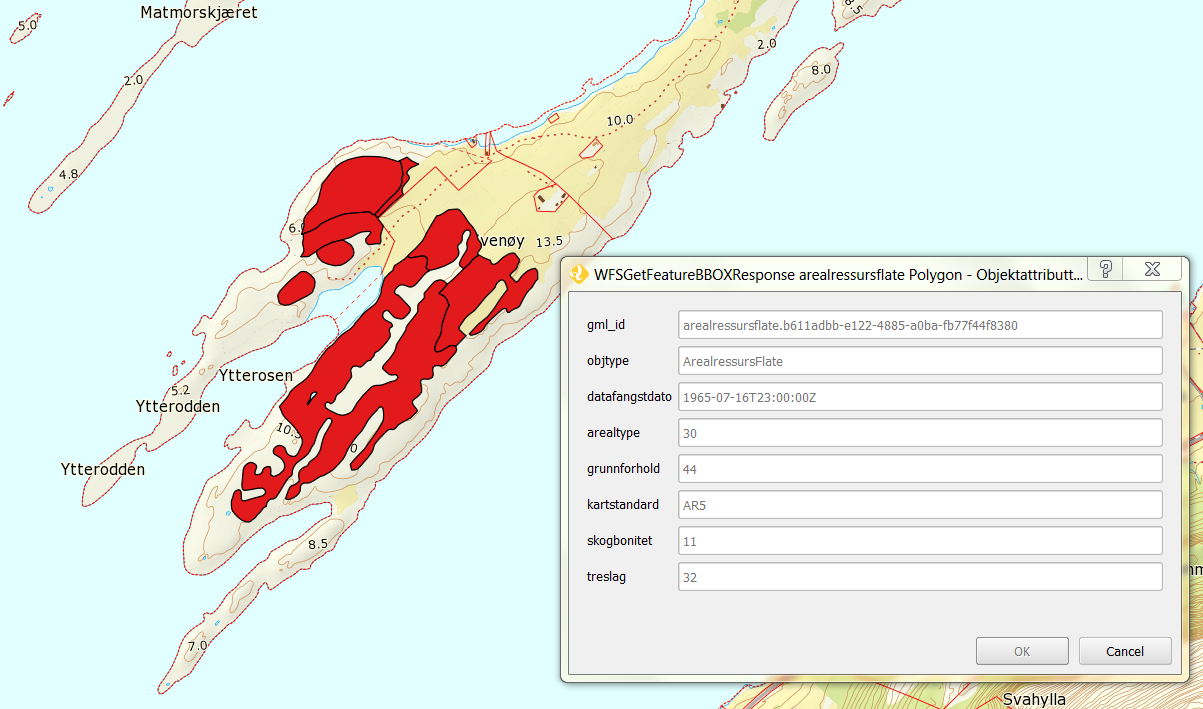 Matmorskjæret
5.0
8.5
2.0
2.0
8.0
10.0
4.8
6.
venøy
13.5
Ytterosen
5.2
Ytterodden
10.
0
Ytterodden
8.5
7.0
Svahylla
WFSGetFeatureBBOXResponse arealressursflate Polygon - Objektattributt...
gml_id
arealressursflate.b611adbb-e122-4885-a0ba-fb77f44f8380
objtype
ArealressursFlate
datafangstdato
1965-07-16T23:00:00Z
arealtype
30
grunnforhold
44
kartstandard
AR5
skogbonitet
11
treslag
32
OK
Cancel